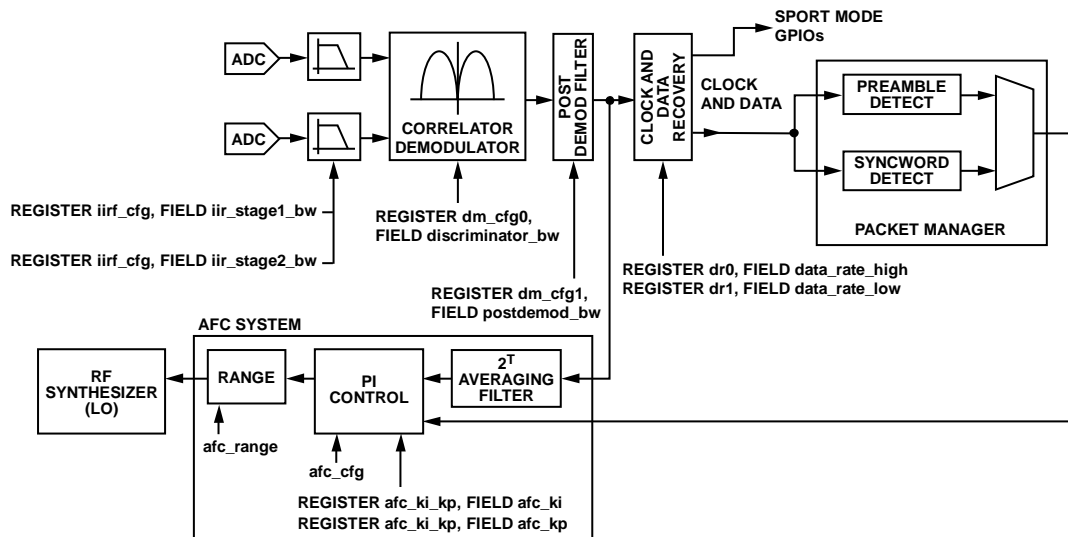 SPORT MODE
GPIOs
ADC
ADC
CORRELATOR
DEMODULATOR
POST
DEMOD FILTER
CLOCK AND
DATA
RECOVERY
CLOCK
AND DATA
PREAMBLE
DETECT
SYNCWORD
DETECT
PACKET MANAGER
REGISTER iirf_cfg, FIELD iir_stage1_bw
REGISTER iirf_cfg, FIELD iir_stage2_bw
REGISTER dm_cfg0,
FIELD discriminator_bw
REGISTER dm_cfg1,
FIELD postdemod_bw
REGISTER dr0, FIELD data_rate_high
REGISTER dr1, FIELD data_rate_low
AFC SYSTEM
RF
SYNTHESIZER
(LO)
RANGE
PI
CONTROL
2T
AVERAGING
FILTER
afc_range
afc_cfg
REGISTER afc_ki_kp, FIELD afc_ki
REGISTER afc_ki_kp, FIELD afc_kp